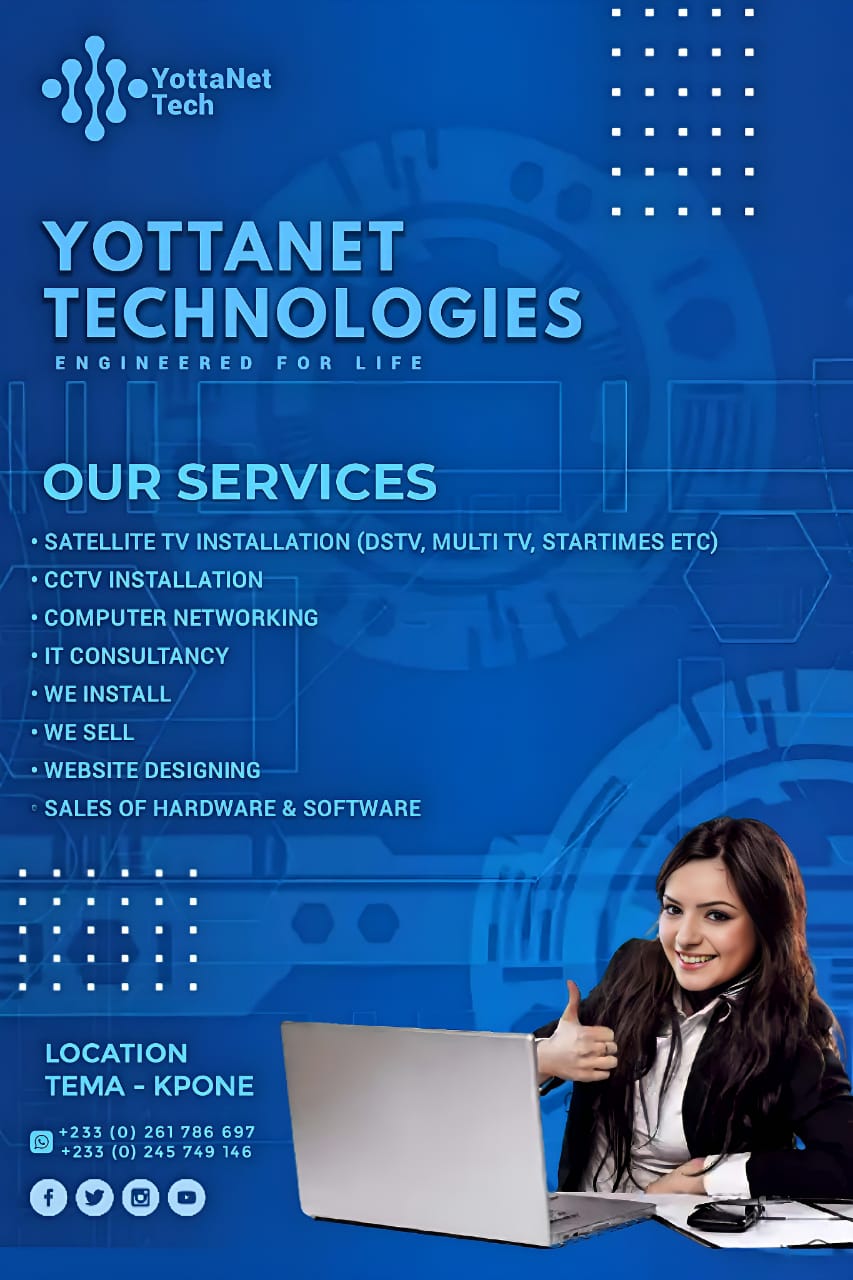 YottaNet
Tech
YOTTANET
TECHNOLOGIES
ENGINEERED FOR LIFE
OUR SERVICES
• SATELLITE TV INSTALLATION (DSTV, MULTI TV, STARTIMES ETC)
• CCTV INSTALLATION
• COMPUTER NETWORKING
• IT CONSULTANCY
• WE INSTALL
• WE SELL
• WEBSITE DESIGNING
• SALES OF HARDWARE & SOFTWARE
LOCATION
TEMA - KPONE
+233 (0) 261 786 697
+233 (0) 245 749 146